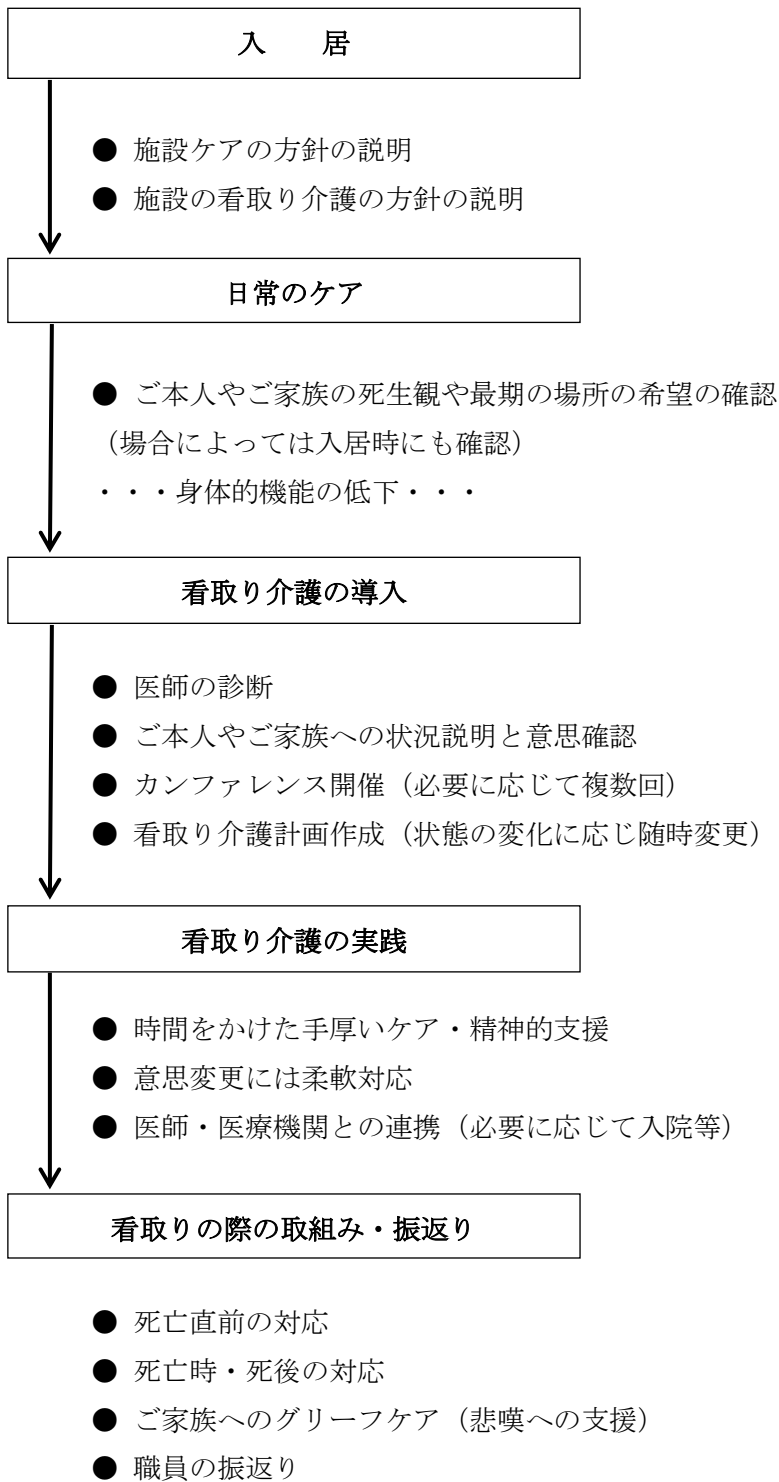 入　居
● 施設ケアの方針の説明
● 施設の看取り介護の方針の説明
日常のケア
● ご本人やご家族の死生観や最期の場所の希望の確認
（場合によっては入居時にも確認）
・・・身体的機能の低下・・・
看取り介護の導入
● 医師の診断
● ご本人やご家族への状況説明と意思確認
● カンファレンス開催（必要に応じて複数回）
● 看取り介護計画作成（状態の変化に応じ随時変更）
看取り介護の実践
● 時間をかけた手厚いケア・精神的支援
● 意思変更には柔軟対応
● 医師・医療機関との連携（必要に応じて入院等）
看取りの際の取組み・振返り
● 死亡直前の対応
● 死亡時・死後の対応
● ご家族へのグリーフケア（悲嘆への支援）
● 職員の振返り